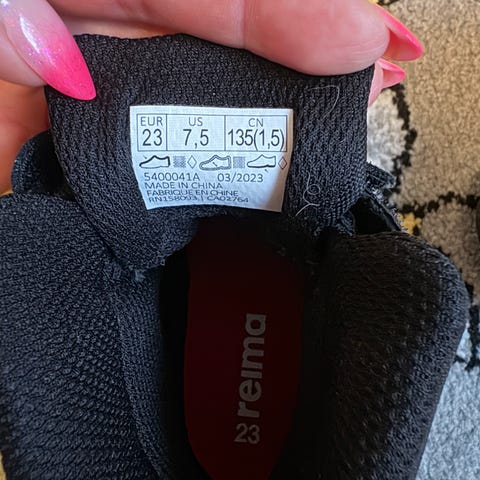 EUR US CN
23 7,5 135(1,5)
5400041A 03/2023
MADE IN CHINA
FABRIQUE EN CHINE
RN158093 | CA02764
reima
23